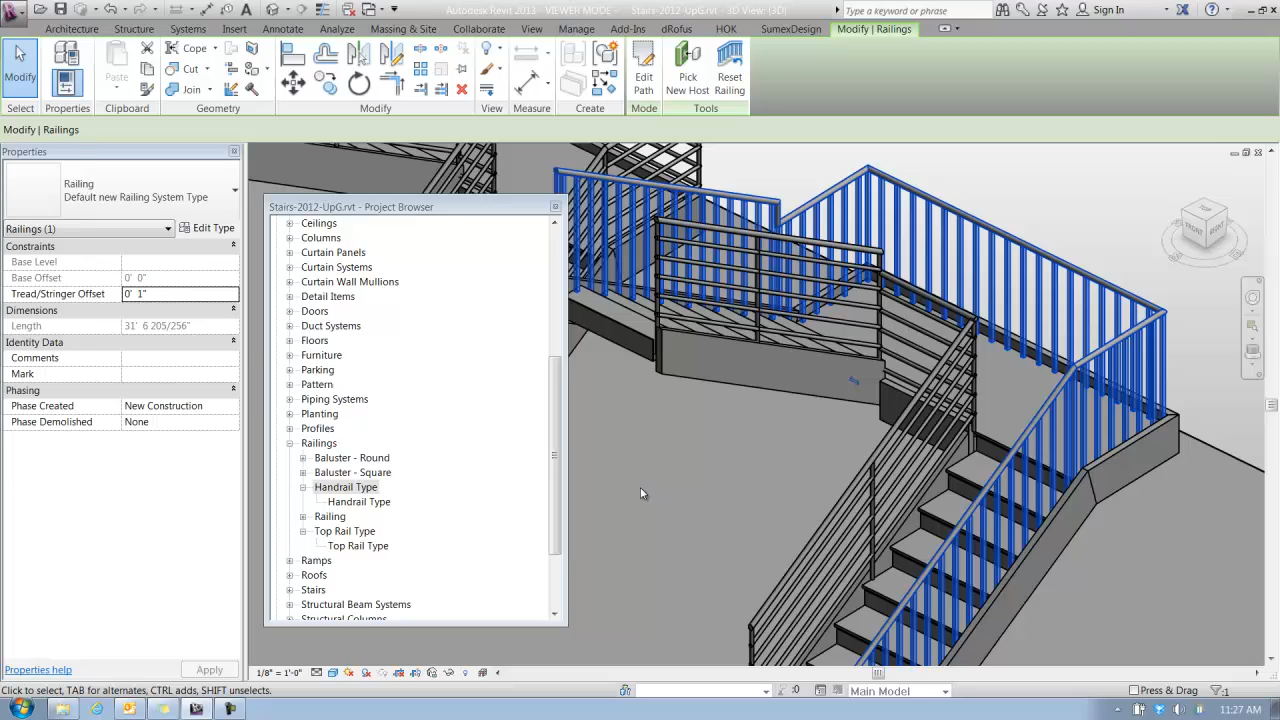 Autodesk Revit 2013 - VIEWER MODE - Stairs-2012-UpG.rvt - 3D View: {3D}
Type a keyword or phrase
Sign In
Architecture Structure Systems Insert Annotate Analyze Massing & Site Collaborate View Manage Add-Ins dRofus HOK SumexDesign Modify | Railings
Modify
Paste
Cope
Cut
Join
Edit Path
Pick New Host
Reset Railing
Select Properties Clipboard Geometry Modify View Measure Create Mode Tools
Modify | Railings
Properties
Railing
Default new Railing System Type
Railings (1)
Edit Type
Constraints
Base Level
Base Offset 0' 0"
Tread/Stringer Offset 0' 1"
Dimensions
Length 31' 6 205/256"
Identity Data
Comments
Mark
Phasing
Phase Created New Construction
Phase Demolished None
Properties help
Apply
Stairs-2012-UpG.rvt - Project Browser
Ceilings
Columns
Curtain Panels
Curtain Systems
Curtain Wall Mullions
Detail Items
Doors
Duct Systems
Floors
Furniture
Parking
Pattern
Piping Systems
Planting
Profiles
Railings
Baluster - Round
Baluster - Square
Handrail Type
Handrail Type
Railing
Top Rail Type
Top Rail Type
Ramps
Roofs
Stairs
Structural Beam Systems
Structural Columns
TOP
FRONT
RIGHT
1/8" = 1'-0"
Click to select, TAB for alternates, CTRL adds, SHIFT unselects.
:0
Main Model
Press & Drag
:1
11:27 AM